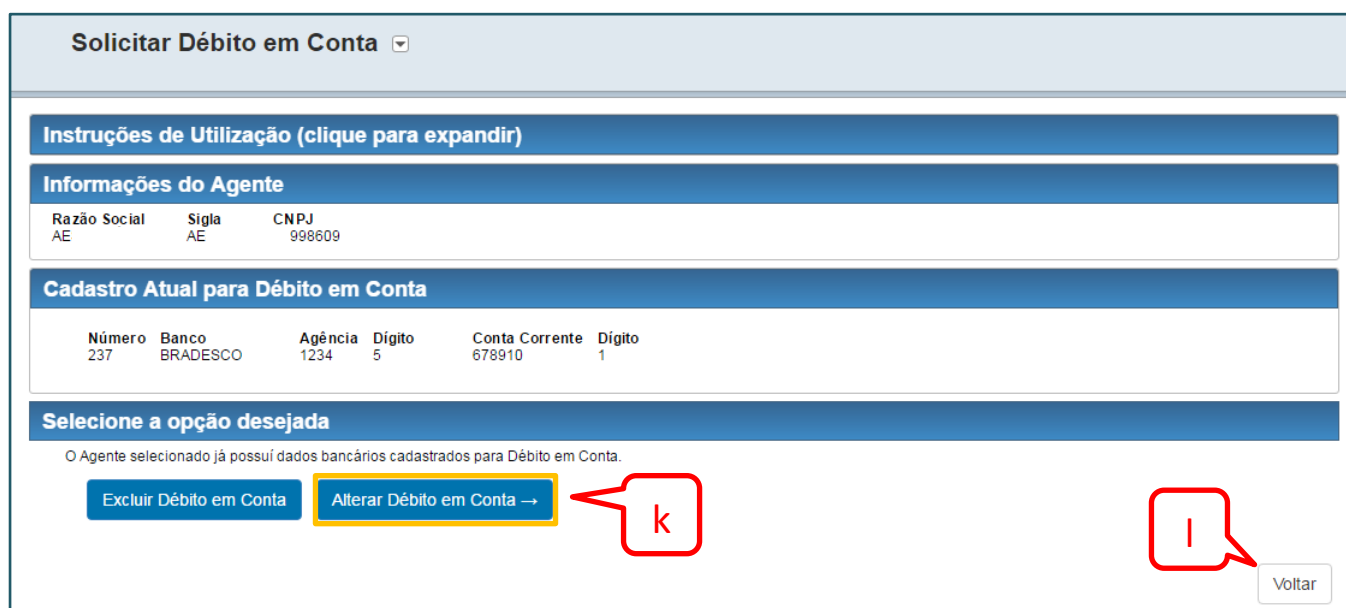 Solicitar Débito em Conta
Instruções de Utilização (clique para expandir)
Informações do Agente
Razão Social Sigla CNPJ
AE AE 998609
Cadastro Atual para Débito em Conta
Número Banco Agência Dígito Conta Corrente Dígito
237 BRADESCO 1234 5 678910 1
Selecione a opção desejada
O Agente selecionado já possuí dados bancários cadastrados para Débito em Conta.
Excluir Débito em Conta Alterar Débito em Conta →
k
l
Voltar